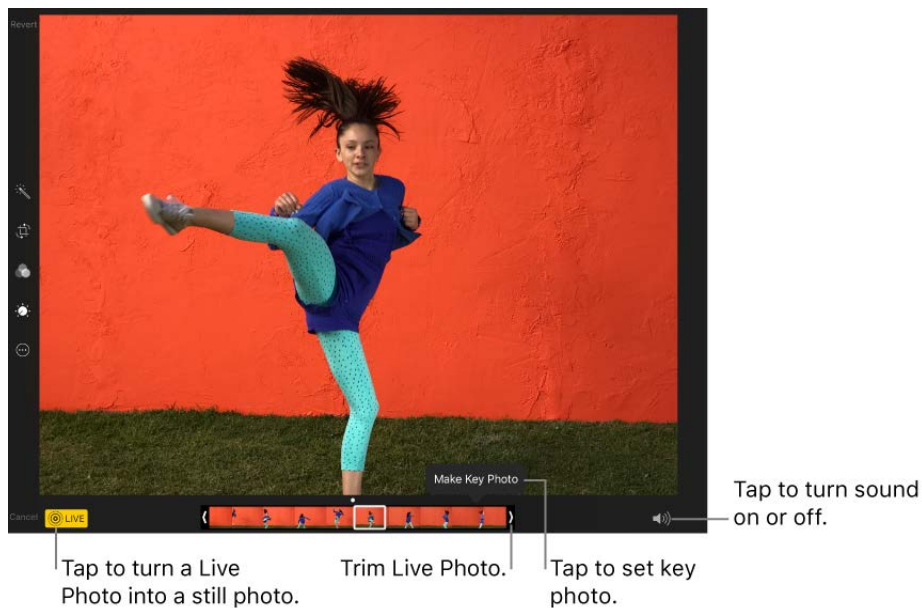 Revert
Make Key Photo
Cancel
LIVE
Tap to turn sound
on or off.
Tap to turn a Live
Photo into a still photo.
Trim Live Photo.
Tap to set key
photo.